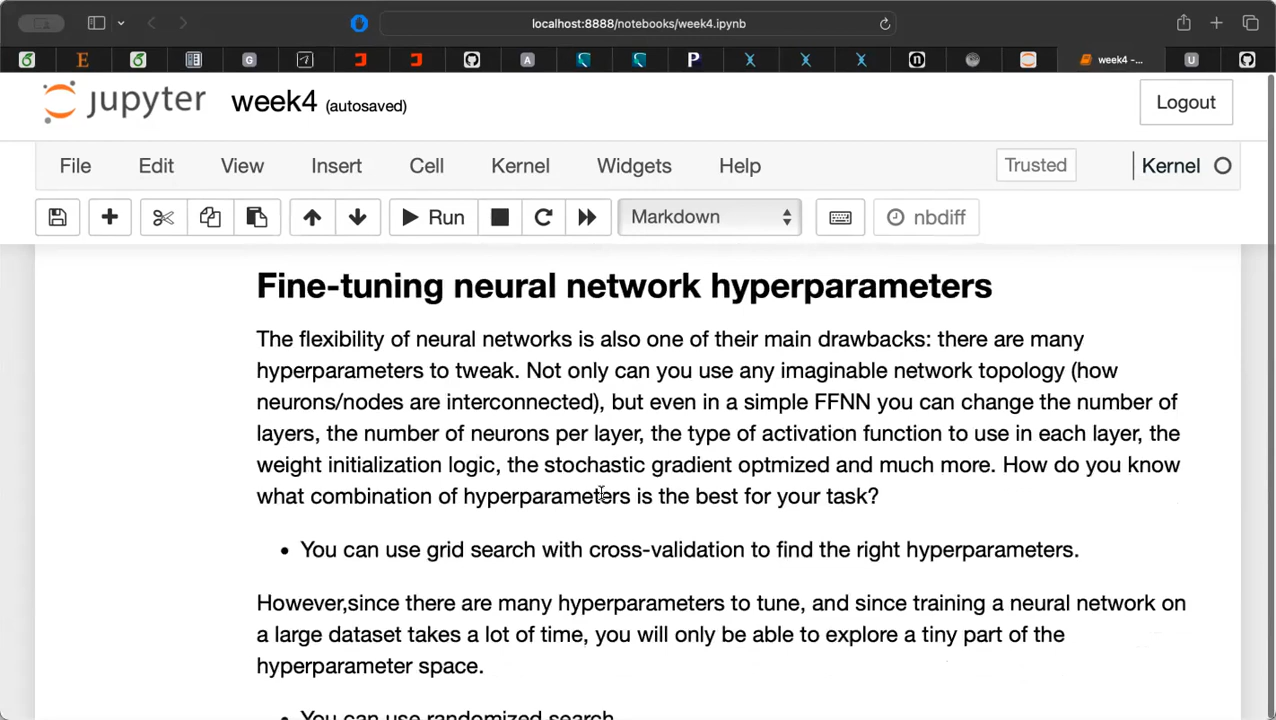 localhost:8888/notebooks/week4.ipynb
E G A P n week4 -... U
jupyter week4 (autosaved) Logout
File Edit View Insert Cell Kernel Widgets Help Trusted Kernel
Run Markdown nbdiff
Fine-tuning neural network hyperparameters
The flexibility of neural networks is also one of their main drawbacks: there are many
hyperparameters to tweak. Not only can you use any imaginable network topology (how
neurons/nodes are interconnected), but even in a simple FFNN you can change the number of
layers, the number of neurons per layer, the type of activation function to use in each layer, the
weight initialization logic, the stochastic gradient optmized and much more. How do you know
what combination of hyperparameters is the best for your task?
• You can use grid search with cross-validation to find the right hyperparameters.
However,since there are many hyperparameters to tune, and since training a neural network on
a large dataset takes a lot of time, you will only be able to explore a tiny part of the
hyperparameter space.
• You can use randomized search